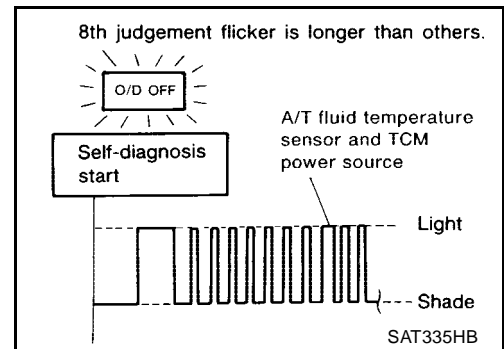 8th judgement flicker is longer than others.
O/D OFF
Self-diagnosis
start
A/T fluid temperature
sensor and TCM
power source
Light
Shade
SAT335HB